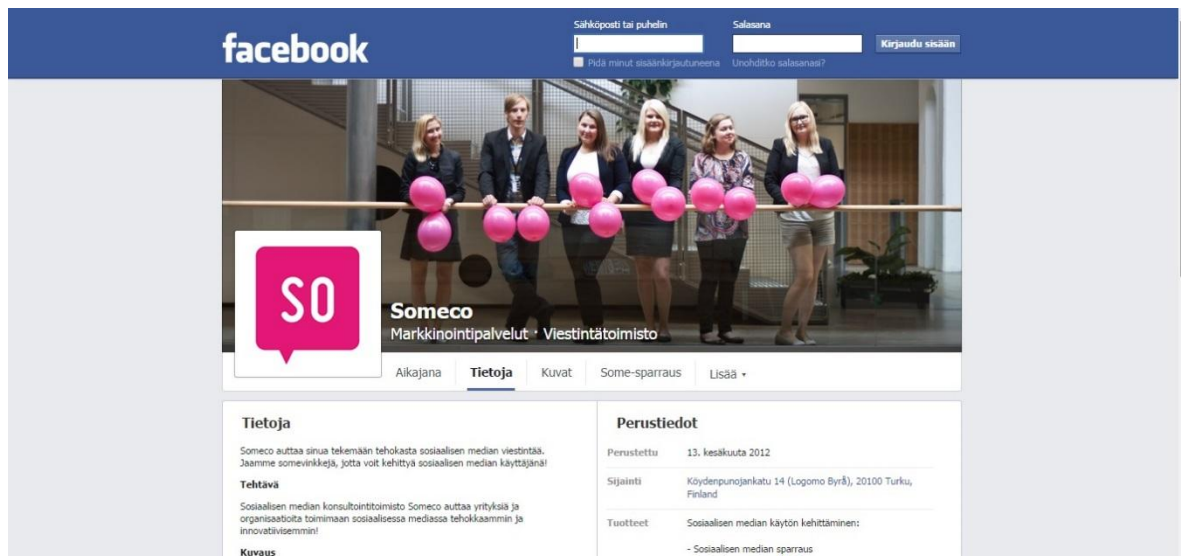 facebook
Sähköposti tai puhelin
Salasana
Kirjaudu sisään
Pidä minut sisäänkirjautuneena
Unohditko salasanasi?
SO
Someco
Markkinointipalvelut · Viestintätoimisto
Aikajana
Tietoja
Kuvat
Some-sparraus
Lisää
Tietoja
Someco auttaa sinua tekemään tehokasta sosiaalisen median viestintää.
Jaamme somevinkkejä, jotta voit kehittyä sosiaalisen median käyttäjänä!
Tehtävä
Sosiaalisen median konsultointitoimisto Someco auttaa yrityksiä ja
organisaatioita toimimaan sosiaalisessa mediassa tehokkaammin ja
innovatiivisemmin!
Kuvaus
Perustiedot
Perustettu
13. kesäkuuta 2012
Sijainti
Köydenpunojankatu 14 (Logomo Byrå), 20100 Turku,
Finland
Tuotteet
Sosiaalisen median käytön kehittäminen:
- Sosiaalisen median sparraus